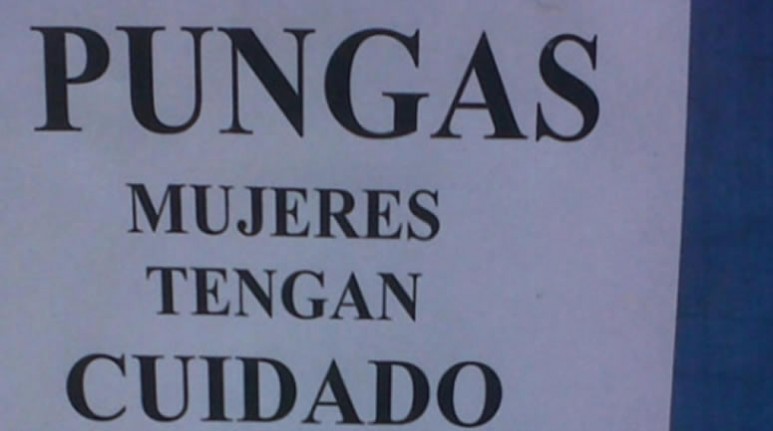 PUNGAS
MUJERES
TENGAN
CUIDADO